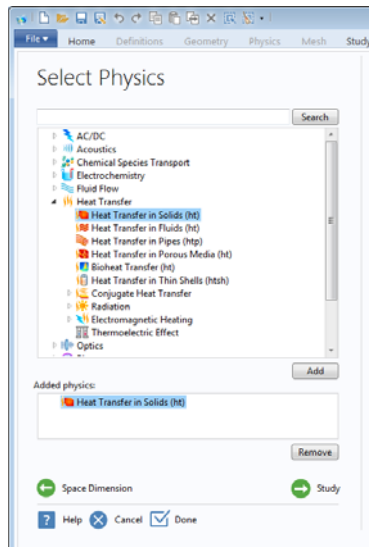 File
Home
Definitions
Geometry
Physics
Mesh
Study
Select Physics
Search
AC/DC
Acoustics
Chemical Species Transport
Electrochemistry
Fluid Flow
Heat Transfer
Heat Transfer in Solids (ht)
Heat Transfer in Fluids (ht)
Heat Transfer in Pipes (htp)
Heat Transfer in Porous Media (ht)
Bioheat Transfer (ht)
Heat Transfer in Thin Shells (htsh)
Conjugate Heat Transfer
Radiation
Electromagnetic Heating
Thermoelectric Effect
Optics
Add
Added physics:
Heat Transfer in Solids (ht)
Remove
Space Dimension
Study
Help
Cancel
Done